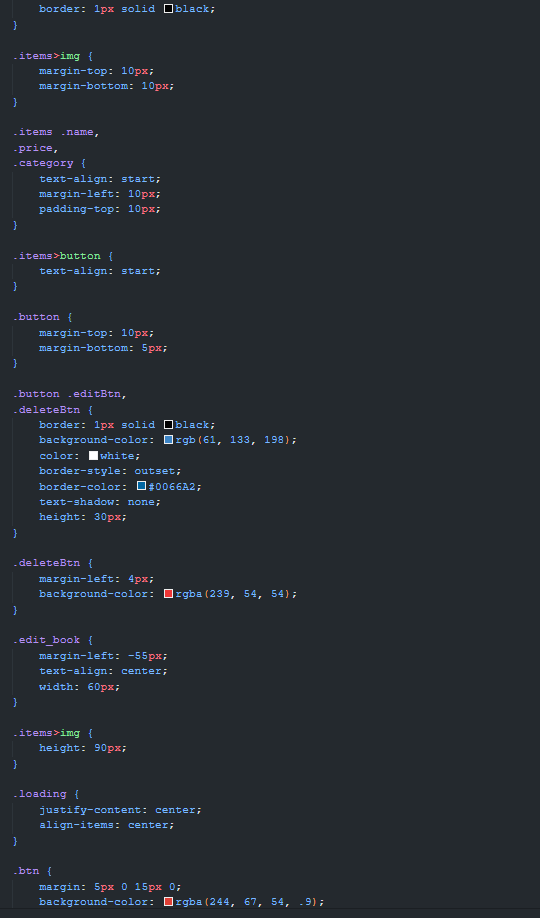 border: 1px solid black;
}
.items>img {
margin-top: 10px;
margin-bottom: 10px;
}
.items .name,
.price,
.category {
text-align: start;
margin-left: 10px;
padding-top: 10px;
}
.items>button {
text-align: start;
}
.button {
margin-top: 10px;
margin-bottom: 5px;
}
.button .editBtn,
.deleteBtn {
border: 1px solid black;
background-color: rgb(61, 133, 198);
color: white;
border-style: outset;
border-color: #0066A2;
text-shadow: none;
height: 30px;
}
.deleteBtn {
margin-left: 4px;
background-color: rgba(239, 54, 54);
}
.edit_book {
margin-left: -55px;
text-align: center;
width: 60px;
}
.items>img {
height: 90px;
}
.loading {
justify-content: center;
align-items: center;
}
.btn {
margin: 5px 0 15px 0;
background-color: rgba(244, 67, 54, .9);